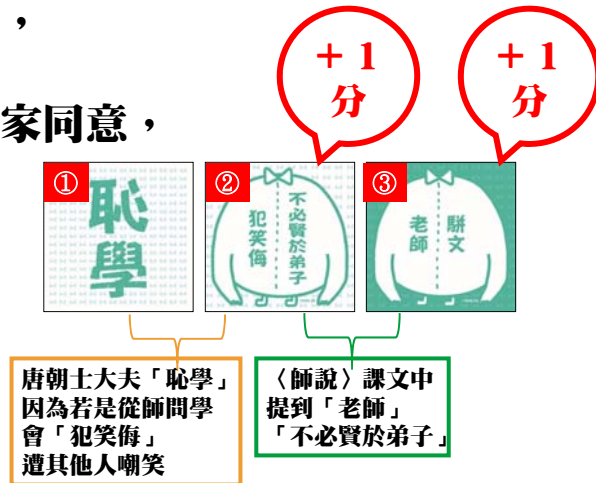 ，
家同意，
＋1
分
＋1
分
①
恥
學
②
不必賢於弟子
犯笑侮
③
駢文
老師
唐朝士大夫「恥學」
因為若是從師問學
會「犯笑侮」
遭其他人嘲笑
〈師說〉課文中
提到「老師」
「不必賢於弟子」